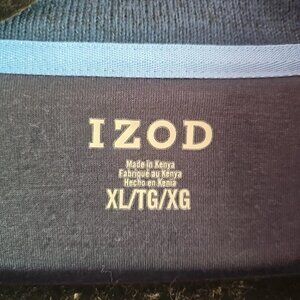 IZOD
Made in Kenya
Fabriqué au Kenya
Hecho en Kenia
XL/TG/XG